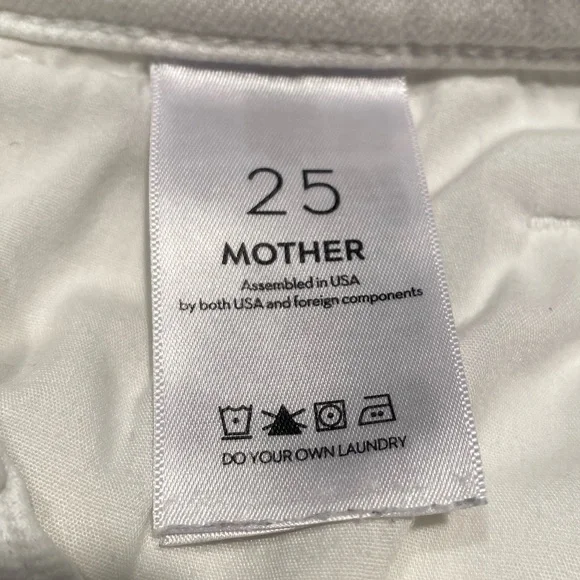 25
MOTHER
Assembled in USA
by both USA and foreign components
DO YOUR OWN LAUNDRY